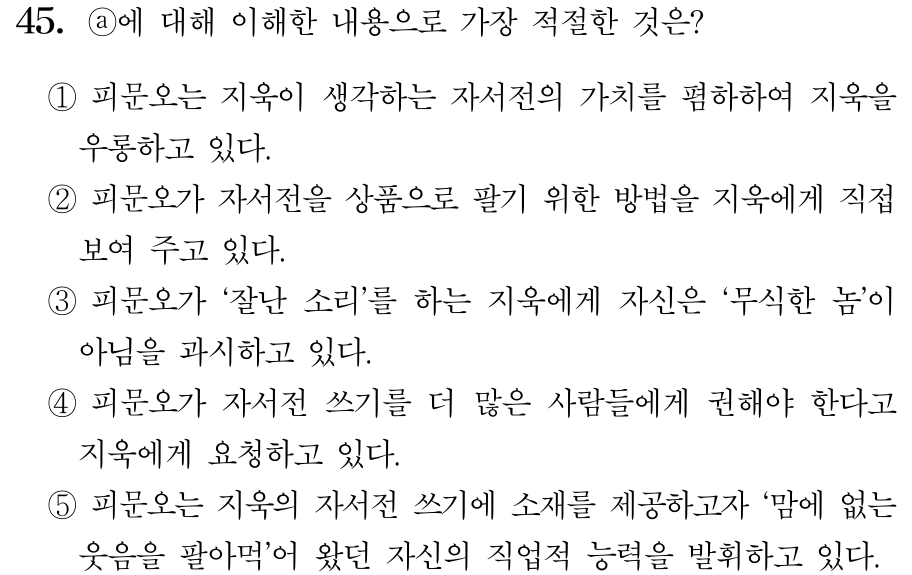 45. ⓐ에 대해 이해한 내용으로 가장 적절한 것은?
① 피문오는 지욱이 생각하는 자서전의 가치를 폄하하여 지욱을
우롱하고 있다.
② 피문오가 자서전을 상품으로 팔기 위한 방법을 지욱에게 직접
보여 주고 있다.
③ 피문오가 ‘잘난 소리’를 하는 지욱에게 자신은 ‘무식한 놈’이
아님을 과시하고 있다.
④ 피문오가 자서전 쓰기를 더 많은 사람들에게 권해야 한다고
지욱에게 요청하고 있다.
⑤ 피문오는 지욱의 자서전 쓰기에 소재를 제공하고자 ‘맘에 없는
웃음을 팔아먹’어 왔던 자신의 직업적 능력을 발휘하고 있다.